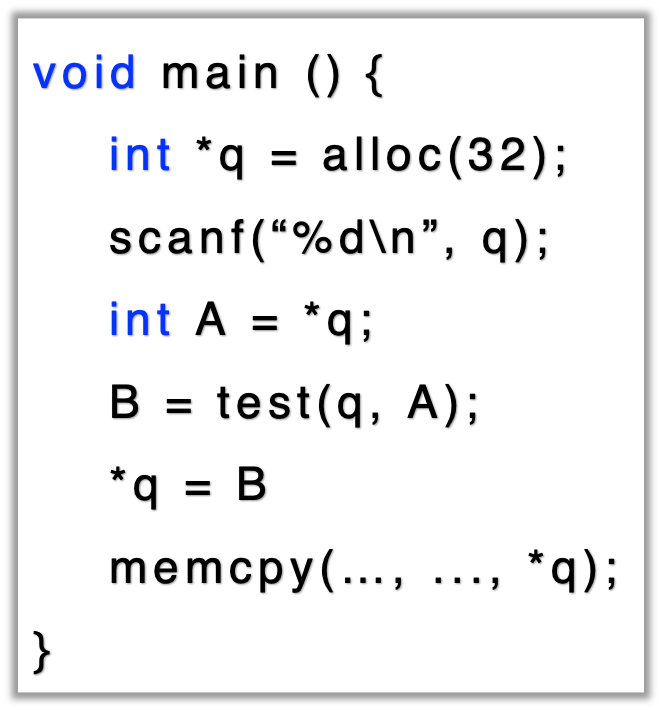 void main () {
int *q = alloc(32);
scanf(“%d\n”, q);
int A = *q;
B = test(q, A);
*q = B
memcpy(..., ..., *q);
}